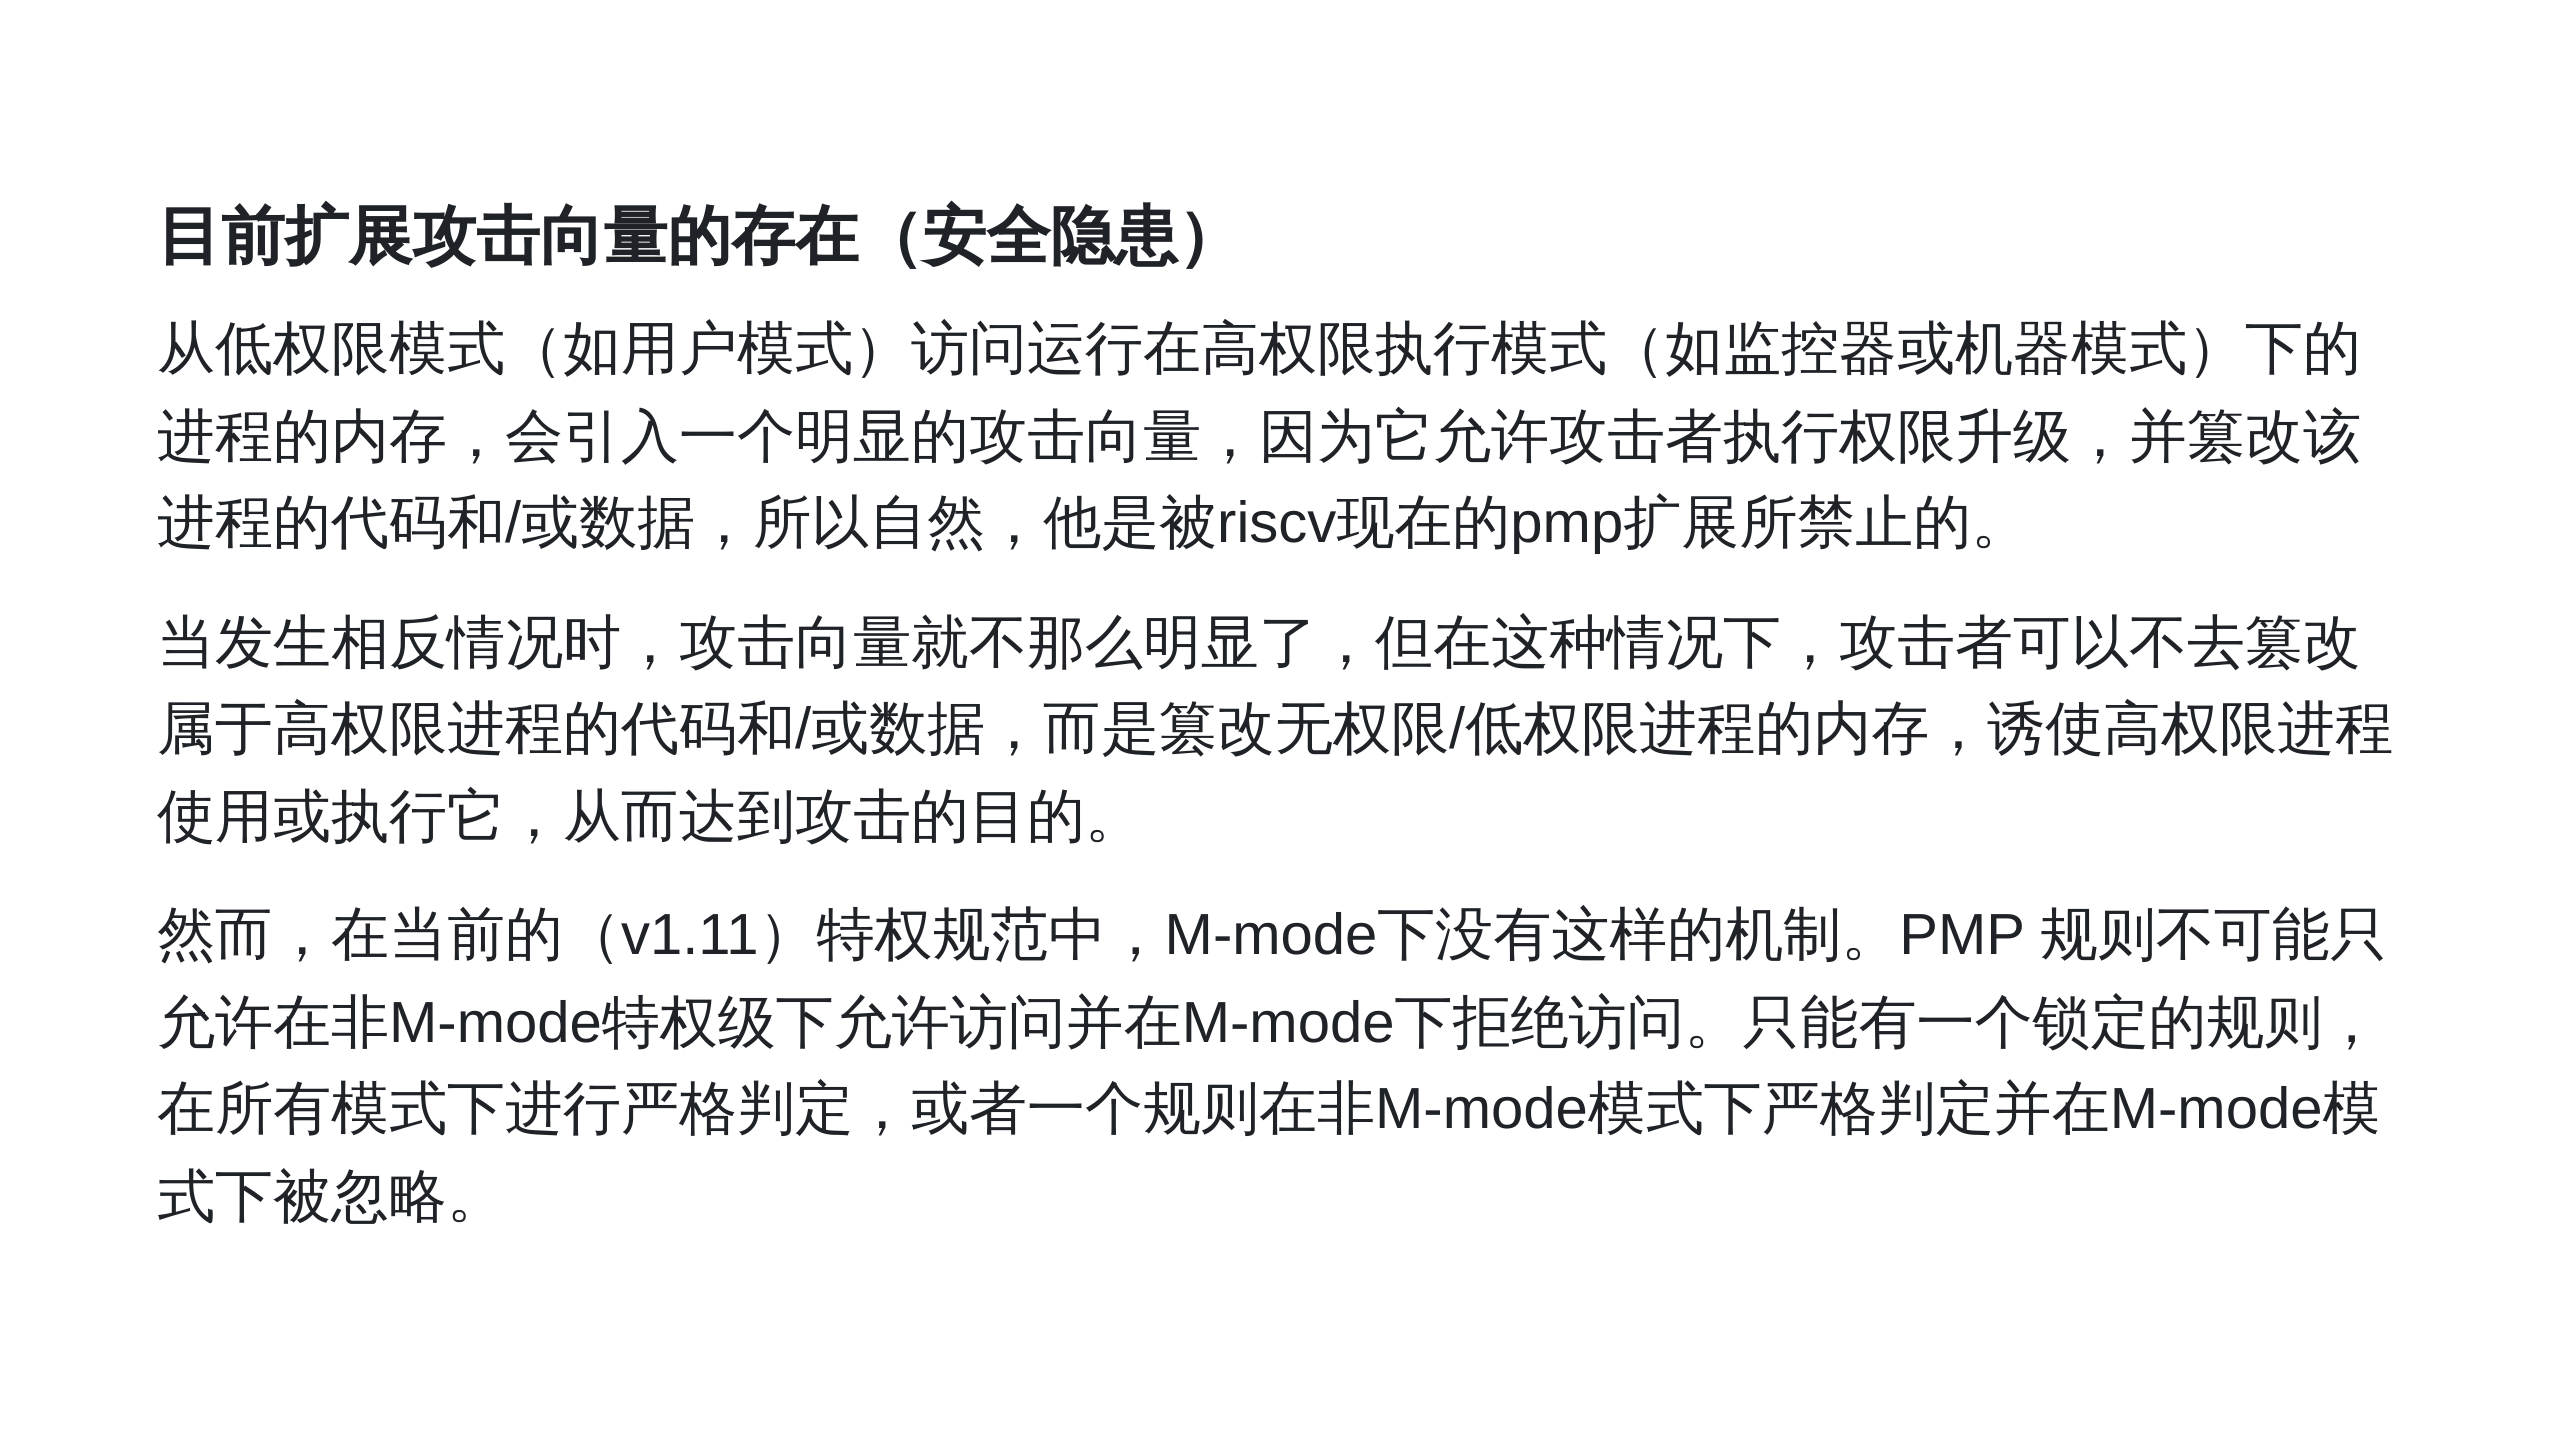 目前扩展攻击向量的存在（安全隐患）
从低权限模式（如用户模式）访问运行在高权限执行模式（如监控器或机器模式）下的
进程的内存，会引入一个明显的攻击向量，因为它允许攻击者执行权限升级，并篡改该
进程的代码和/或数据，所以自然，他是被riscv现在的pmp扩展所禁止的。
当发生相反情况时，攻击向量就不那么明显了，但在这种情况下，攻击者可以不去篡改
属于高权限进程的代码和/或数据，而是篡改无权限/低权限进程的内存，诱使高权限进程
使用或执行它，从而达到攻击的目的。
然而，在当前的（v1.11）特权规范中，M-mode下没有这样的机制。PMP 规则不可能只
允许在非M-mode特权级下允许访问并在M-mode下拒绝访问。只能有一个锁定的规则，
在所有模式下进行严格判定，或者一个规则在非M-mode模式下严格判定并在M-mode模
式下被忽略。